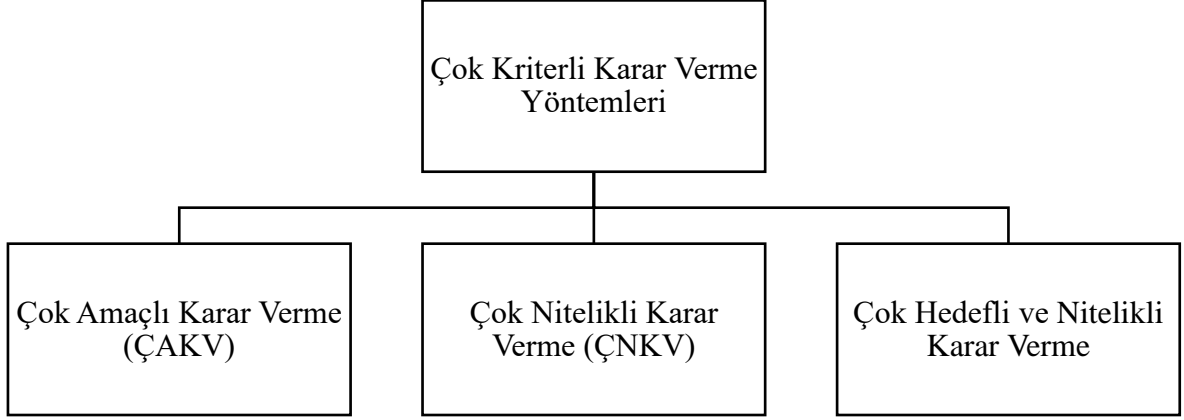 Çok Kriterli Karar Verme
Yöntemleri
Çok Amaçlı Karar Verme
(ÇAKV)
Çok Nitelikli Karar
Verme (ÇNKV)
Çok Hedefli ve Nitelikli
Karar Verme